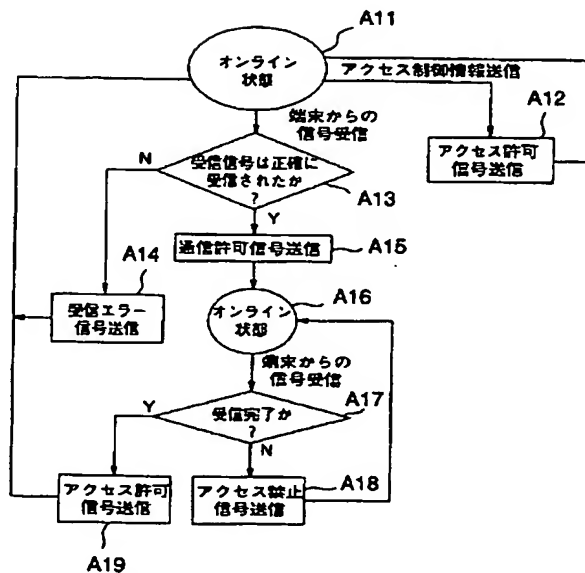 A11
オンライン
状態
アクセス制御情報送信
A12
アクセス許可
信号送信
端末からの
信号受信
N
受信信号は正確に
受信されたか
?
A13
Y
通信許可信号送信
A15
A14
受信エラー
信号送信
A16
オンライン
状態
端末からの
信号受信
Y
受信完了か
?
A17
N
アクセス許可
信号送信
アクセス禁止
信号送信
A18
A19